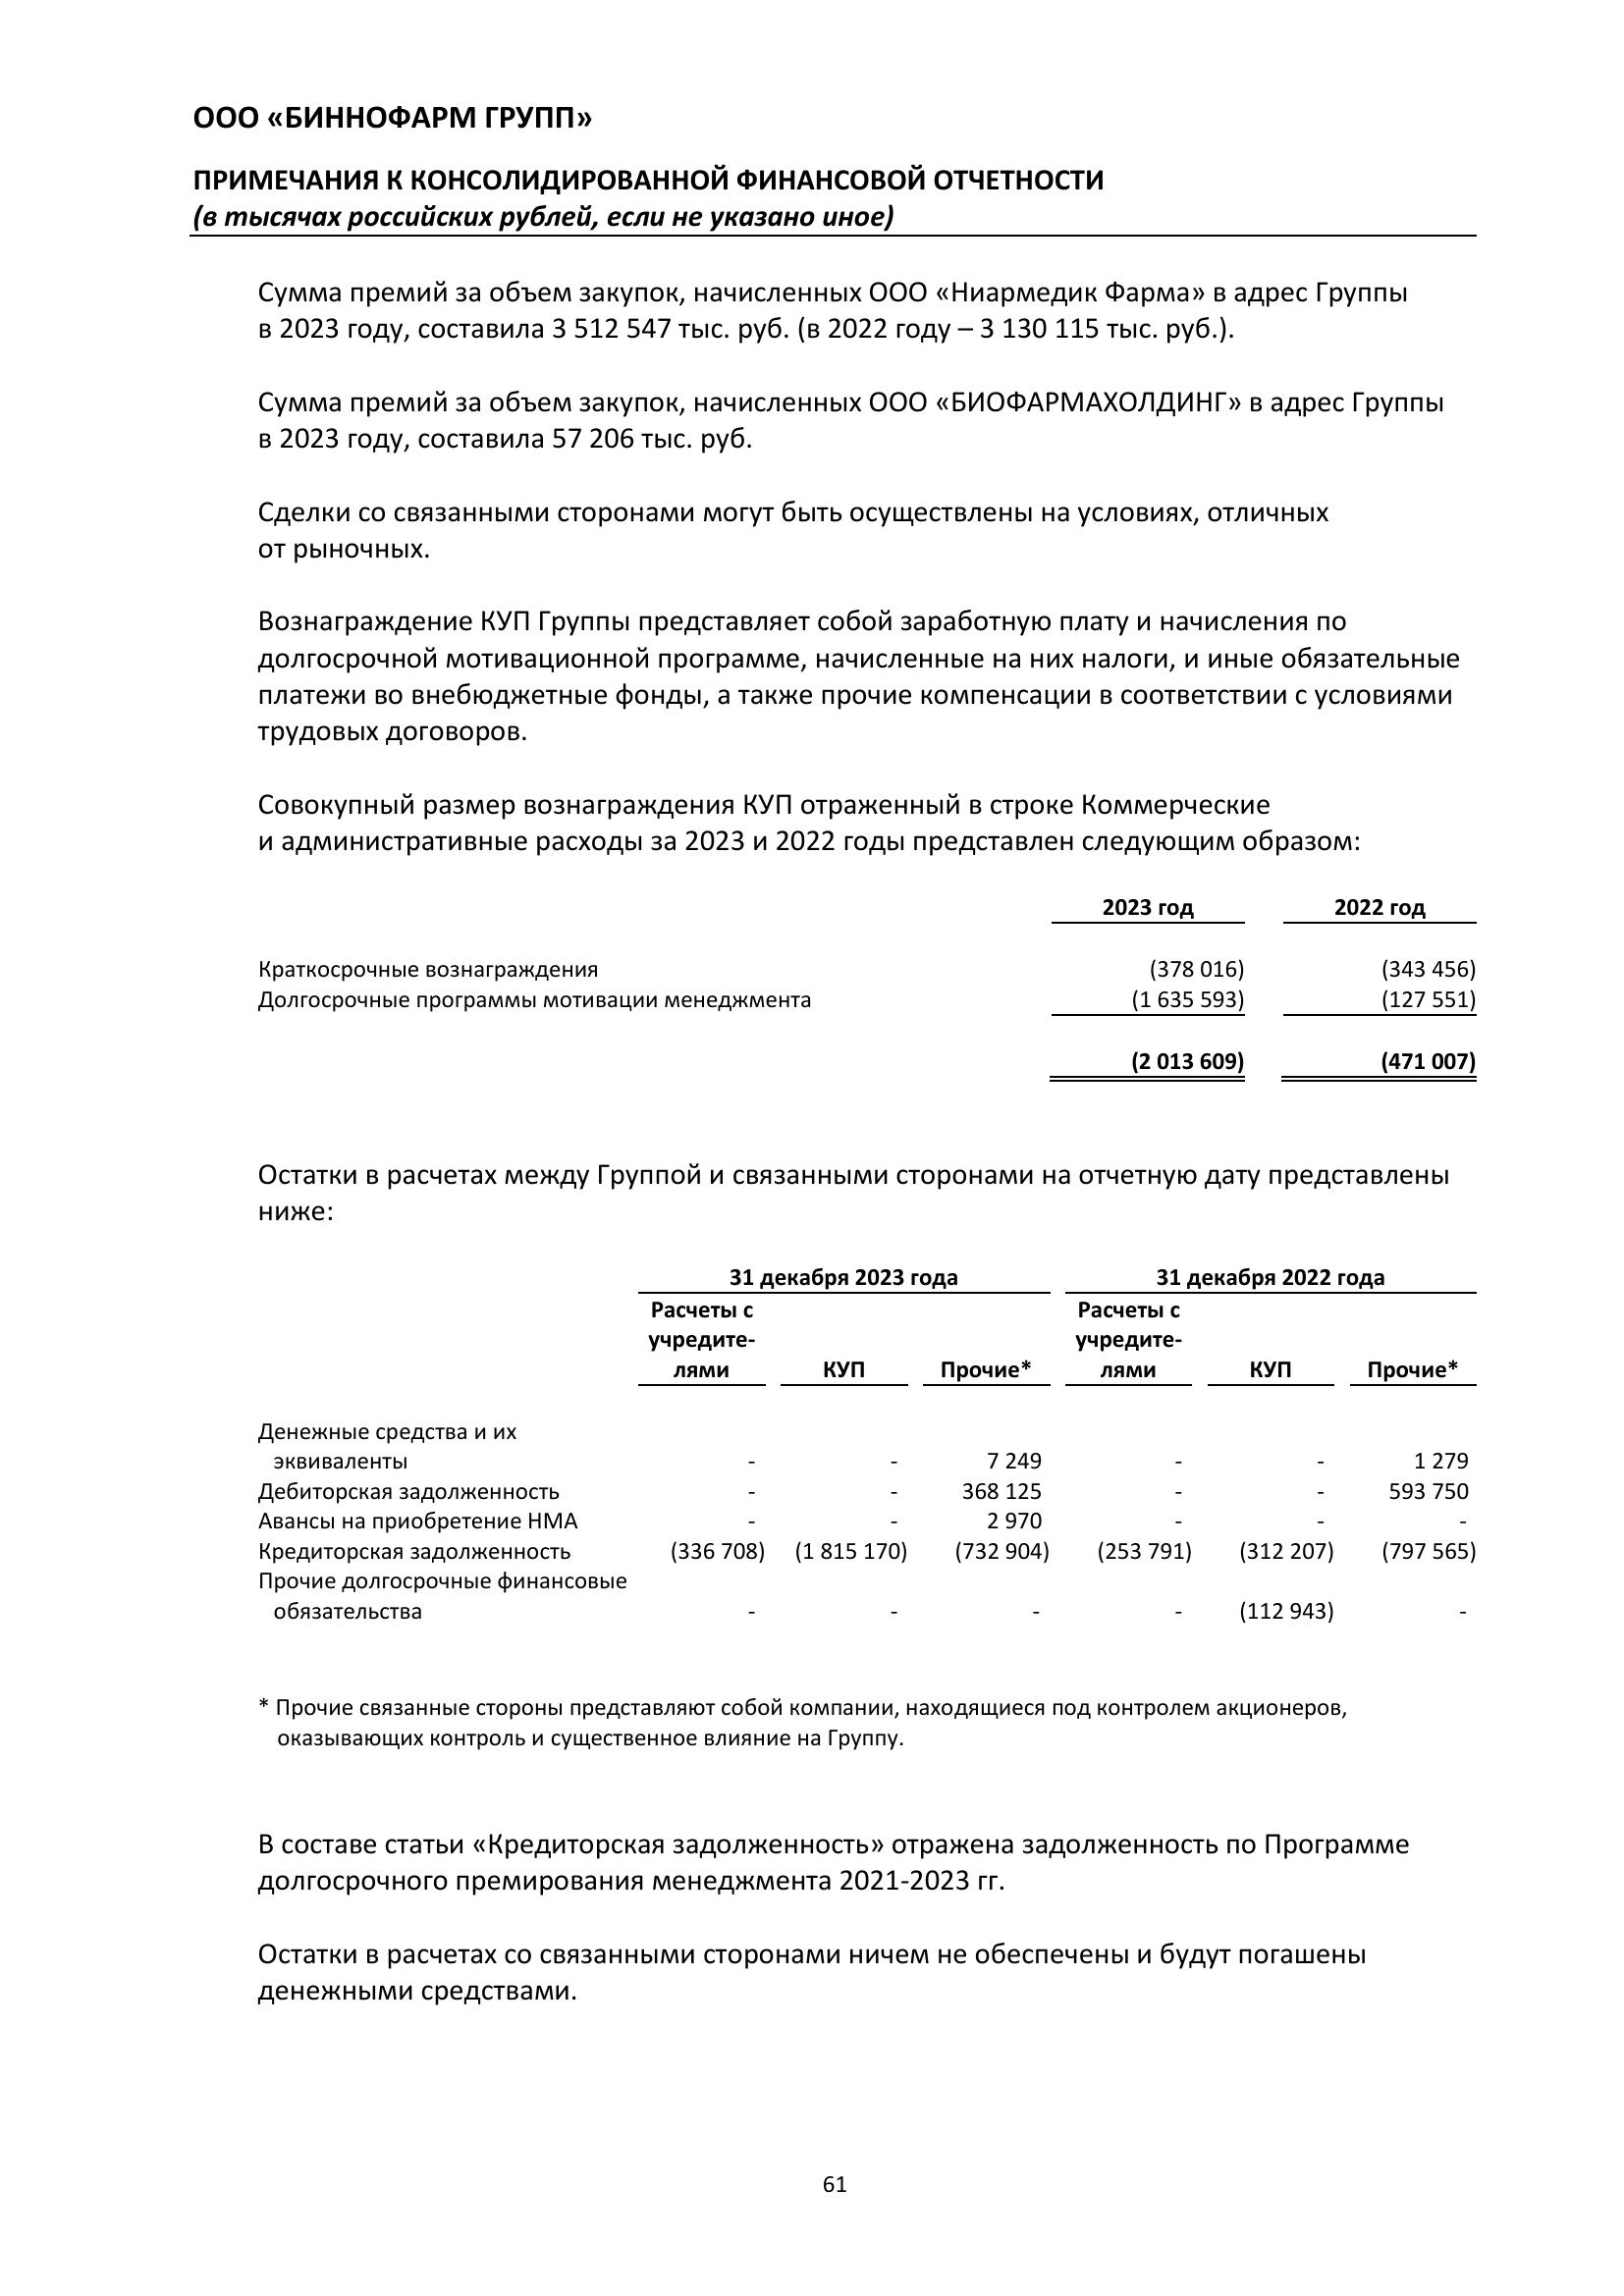 ООО «БИННОФАРМ ГРУПП»
ПРИМЕЧАНИЯ К КОНСОЛИДИРОВАННОЙ ФИНАНСОВОЙ ОТЧЕТНОСТИ
(в тысячах российских рублей, если не указано иное)
Сумма премий за объем закупок, начисленных ООО «Ниармедик Фарма» в адрес Группы
в 2023 году, составила 3 512 547 тыс. руб. (в 2022 году – 3 130 115 тыс. руб.).
Сумма премий за объем закупок, начисленных ООО «БИОФАРМАХОЛДИНГ» в адрес Группы
в 2023 году, составила 57 206 тыс. руб.
Сделки со связанными сторонами могут быть осуществлены на условиях, отличных
от рыночных.
Вознаграждение КУП Группы представляет собой заработную плату и начисления по
долгосрочной мотивационной программе, начисленные на них налоги, и иные обязательные
платежи во внебюджетные фонды, а также прочие компенсации в соответствии с условиями
трудовых договоров.
Совокупный размер вознаграждения КУП отраженный в строке Коммерческие
и административные расходы за 2023 и 2022 годы представлен следующим образом:
2023 год 2022 год
Краткосрочные вознаграждения (378 016) (343 456)
Долгосрочные программы мотивации менеджмента (1 635 593) (127 551)
(2 013 609) (471 007)
Остатки в расчетах между Группой и связанными сторонами на отчетную дату представлены
ниже:
31 декабря 2023 года 31 декабря 2022 года
Расчеты с Расчеты с
учредите- учредите-
лями КУП Прочие* лями КУП Прочие*
Денежные средства и их
эквиваленты - - 7 249 - - 1 279
Дебиторская задолженность - - 368 125 - - 593 750
Авансы на приобретение НМА - - 2 970 - - -
Кредиторская задолженность (336 708) (1 815 170) (732 904) (253 791) (312 207) (797 565)
Прочие долгосрочные финансовые
обязательства - - - - (112 943) -
* Прочие связанные стороны представляют собой компании, находящиеся под контролем акционеров,
оказывающих контроль и существенное влияние на Группу.
В составе статьи «Кредиторская задолженность» отражена задолженность по Программе
долгосрочного премирования менеджмента 2021-2023 гг.
Остатки в расчетах со связанными сторонами ничем не обеспечены и будут погашены
денежными средствами.
61